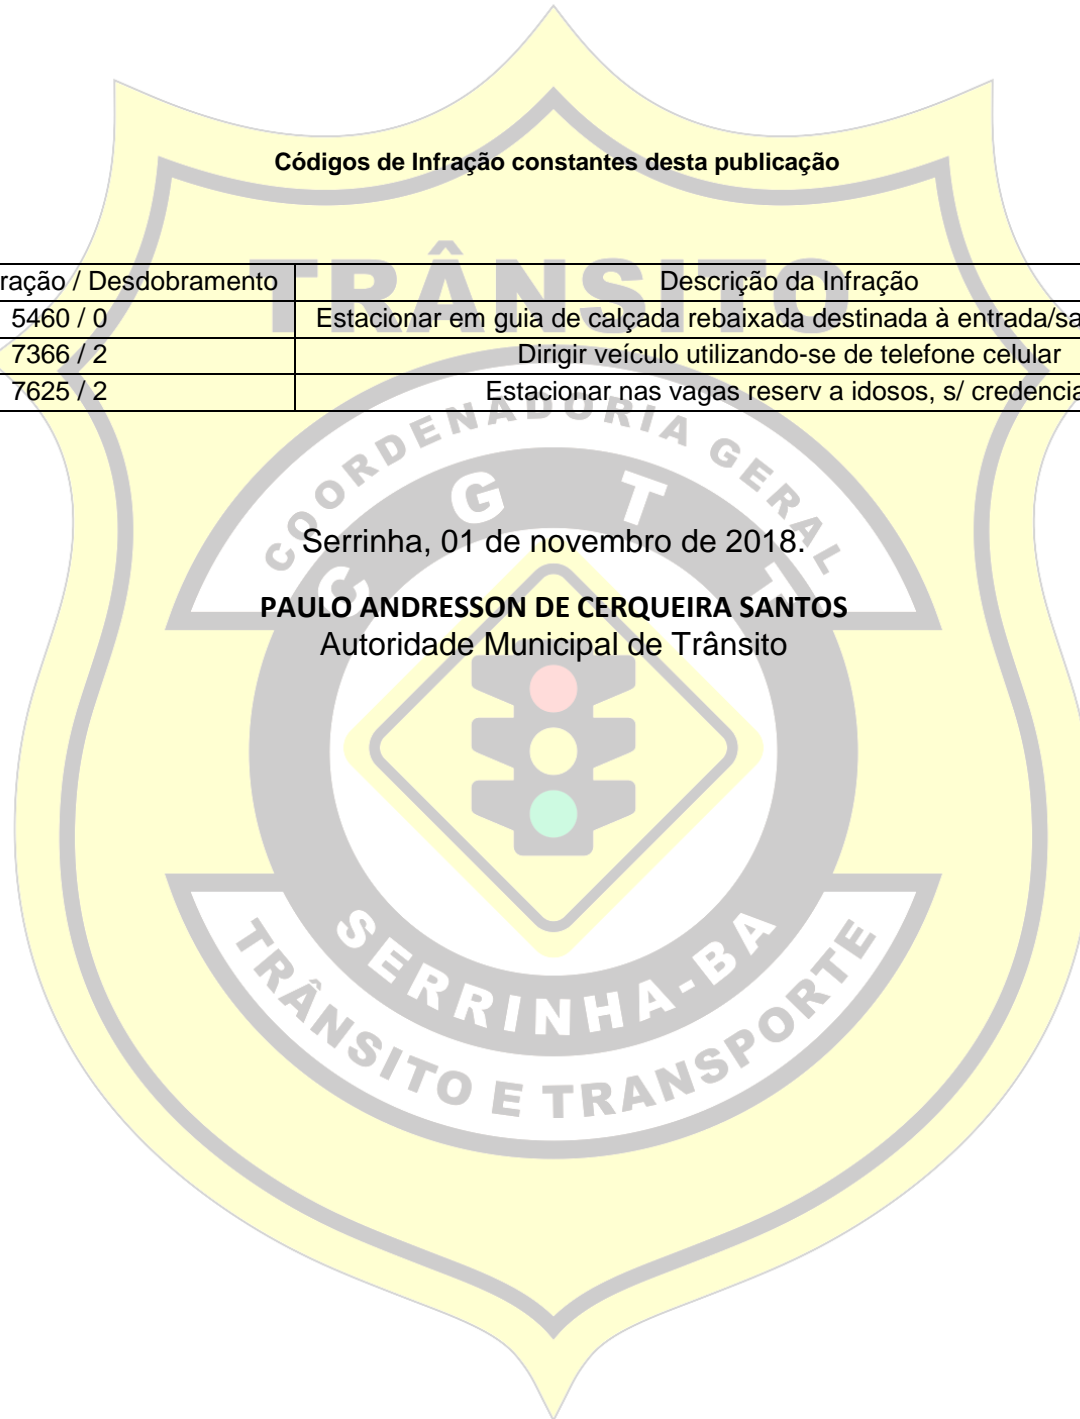 Códigos de Infração constantes desta publicação
TRÂNSITO
ração / Desdobramento Descrição da Infração
5460 / 0 Estacionar em guia de calçada rebaixada destinada à entrada/sa
7366 / 2 Dirigir veículo utilizando-se de telefone celular
7625 / 2 Estacionar nas vagas reserv a idosos, s/ credencia
COORDENADORIA GERAL
C G T T
Serrinha, 01 de novembro de 2018.
PAULO ANDRESSON DE CERQUEIRA SANTOS
Autoridade Municipal de Trânsito
SERRINHA-BA
TRÂNSITO E TRANSPORTE